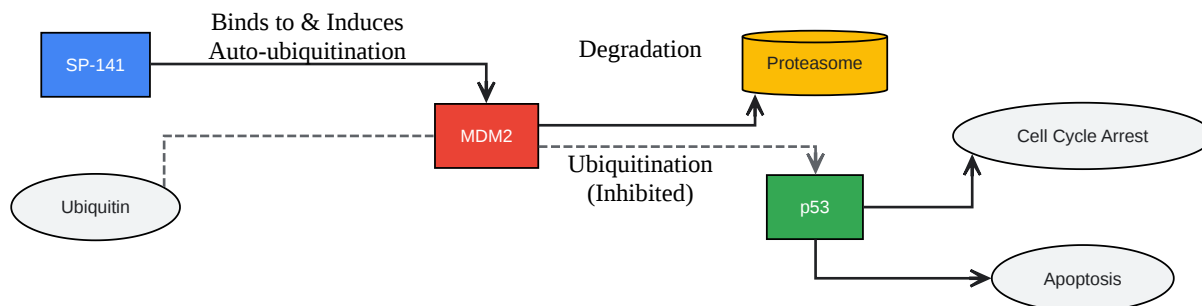 Binds to & Induces
Auto-ubiquitination
SP-141
Degradation
Proteasome
MDM2
Cell Cycle Arrest
Ubiquitination
(Inhibited)
Ubiquitin
p53
Apoptosis